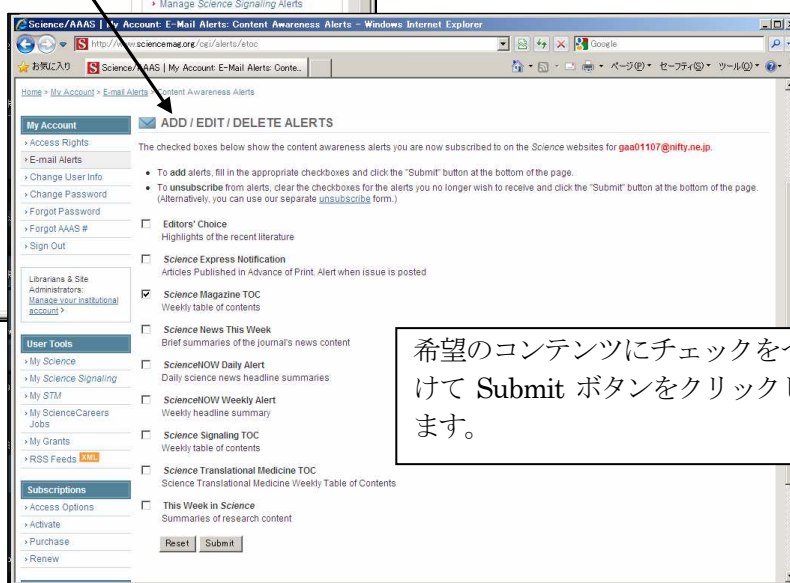 Manage Science Signaling Alerts
Science/AAAS | My Account: E-Mail Alerts: Content Awareness Alerts - Windows Internet Explorer
http://www.sciencemag.org/cgi/alerts/etoc
Google
お気に入り
Science/AAAS | My Account: E-Mail Alerts: Conte...
ページ(P)
セーフティ(S)
ツール(O)
Home > My Account > E-mail Alerts > Content Awareness Alerts
My Account
Access Rights
E-mail Alerts
Change User Info
Change Password
Forgot Password
Forgot AAAS #
Sign Out
Librarians & Site
Administrators:
Manage your institutional
account >
User Tools
My Science
My Science Signaling
My STM
My ScienceCareers
Jobs
My Grants
RSS Feeds XML
Subscriptions
Access Options
Activate
Purchase
Renew
ADD / EDIT / DELETE ALERTS
The checked boxes below show the content awareness alerts you are now subscribed to on the Science websites for gaa01107@nifty.ne.jp.
To add alerts, fill in the appropriate checkboxes and click the "Submit" button at the bottom of the page.
To unsubscribe from alerts, clear the checkboxes for the alerts you no longer wish to receive and click the "Submit" button at the bottom of the page.
(Alternatively, you can use our separate unsubscribe form.)
Editors' Choice
Highlights of the recent literature
Science Express Notification
Articles Published in Advance of Print. Alert when issue is posted
Science Magazine TOC
Weekly table of contents
Science News This Week
Brief summaries of the journal's news content
ScienceNOW Daily Alert
Daily science news headline summaries
ScienceNOW Weekly Alert
Weekly headline summary
Science Signaling TOC
Weekly table of contents
Science Translational Medicine TOC
Science Translational Medicine Weekly Table of Contents
This Week in Science
Summaries of research content
Reset Submit
希望のコンテンツにチェックをつ
けて Submit ボタンをクリックし
ます。